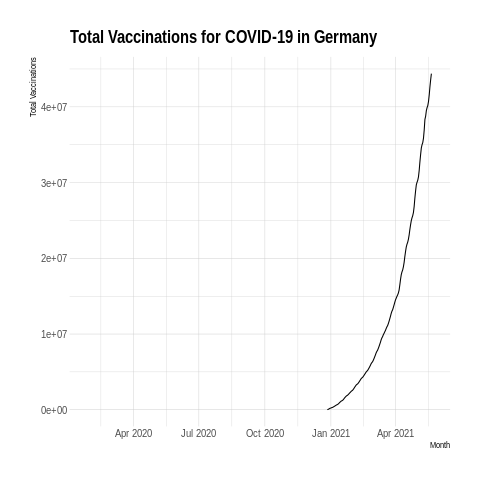 Total Vaccinations for COVID-19 in Germany
Total Vaccinations
4e+07
3e+07
2e+07
1e+07
0e+00
Apr 2020 Jul 2020 Oct 2020 Jan 2021 Apr 2021
Month